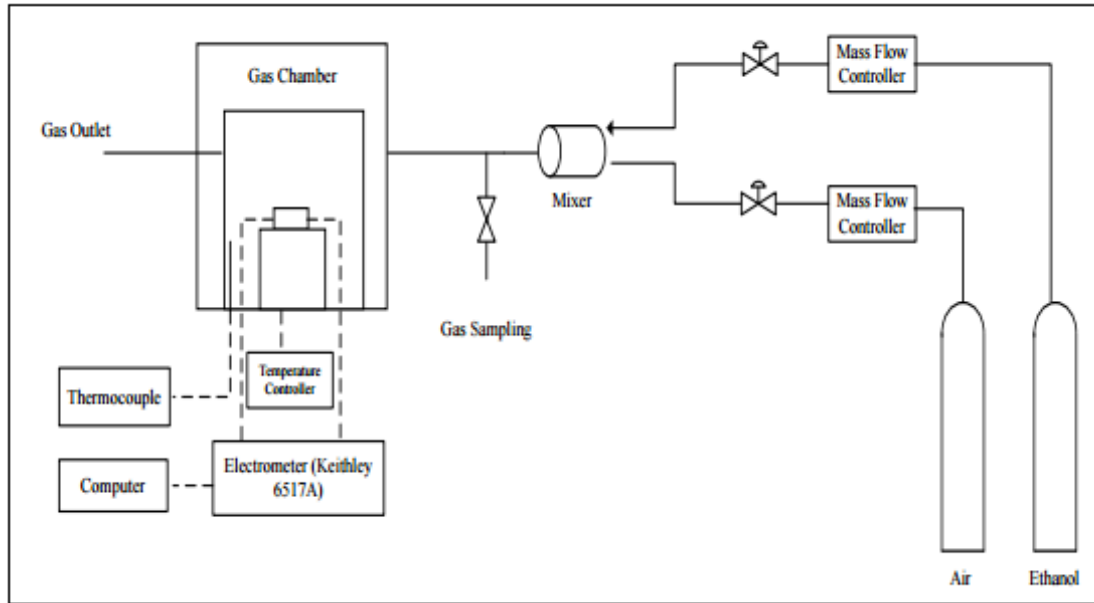 Gas Chamber
Mass Flow
Controller
Gas Outlet
Mixer
Mass Flow
Controller
Gas Sampling
Temperature
Controller
Thermocouple
Electrometer (Keithley
6517A)
Computer
Air
Ethanol